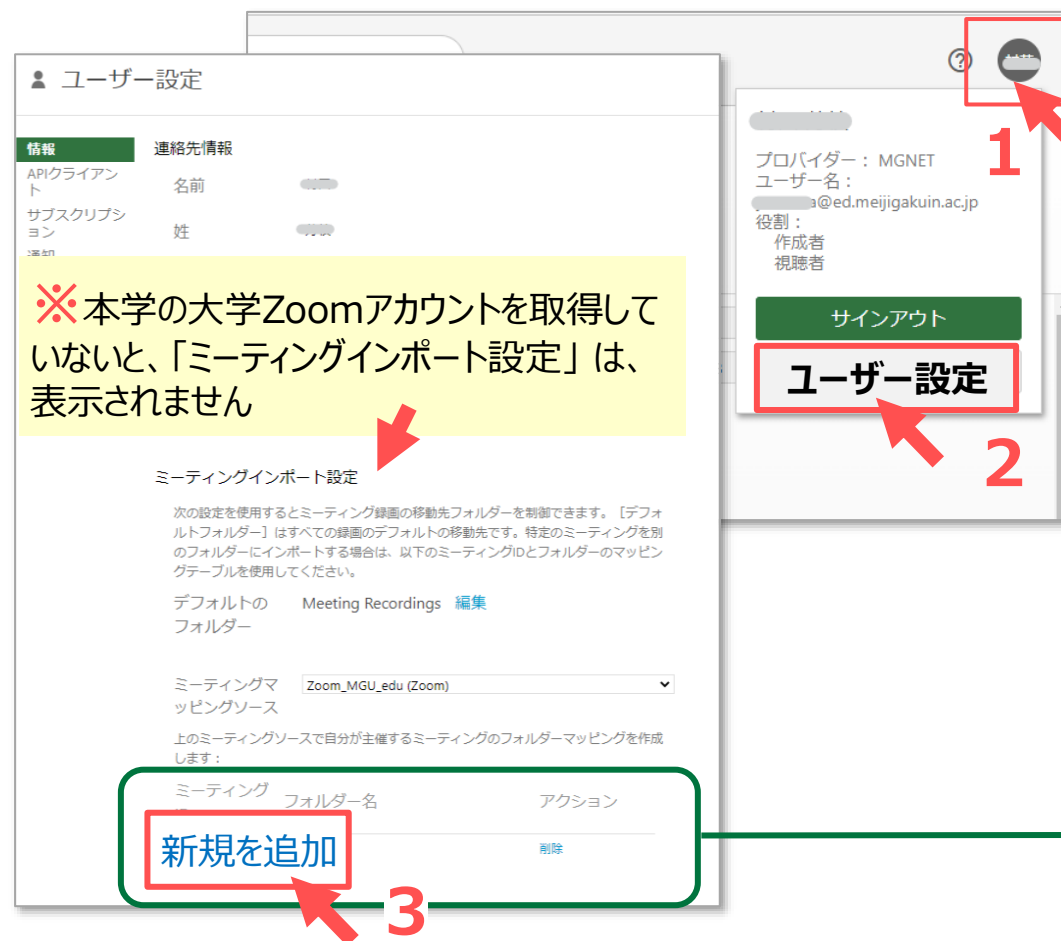 ユーザー設定
情報
連絡先情報
APIクライアン
ト
名前
サブスクリプシ
ョン
姓
通知
※本学の大学Zoomアカウントを取得して
いないと、「ミーティングインポート設定」は、
表示されません
ミーティングインポート設定
次の設定を使用するとミーティング録画の移動先フォルダーを制御できます。［デフォ
ルトフォルダー］はすべての録画のデフォルトの移動先です。特定のミーティングを別
のフォルダーにインポートする場合は、以下のミーティングIDとフォルダーのマッピン
グテーブルを使用してください。
デフォルトの
フォルダー
Meeting Recordings 編集
ミーティングマ
ッピングソース
Zoom_MGU_edu (Zoom)
上のミーティングソースで自分が主催するミーティングのフォルダーマッピングを作成
します：
ミーティング
フォルダー名
アクション
新規を追加
削除
3
1
プロバイダー： MGNET
ユーザー名：
a@ed.meijigakuin.ac.jp
役割：
作成者
視聴者
サインアウト
ユーザー設定
2